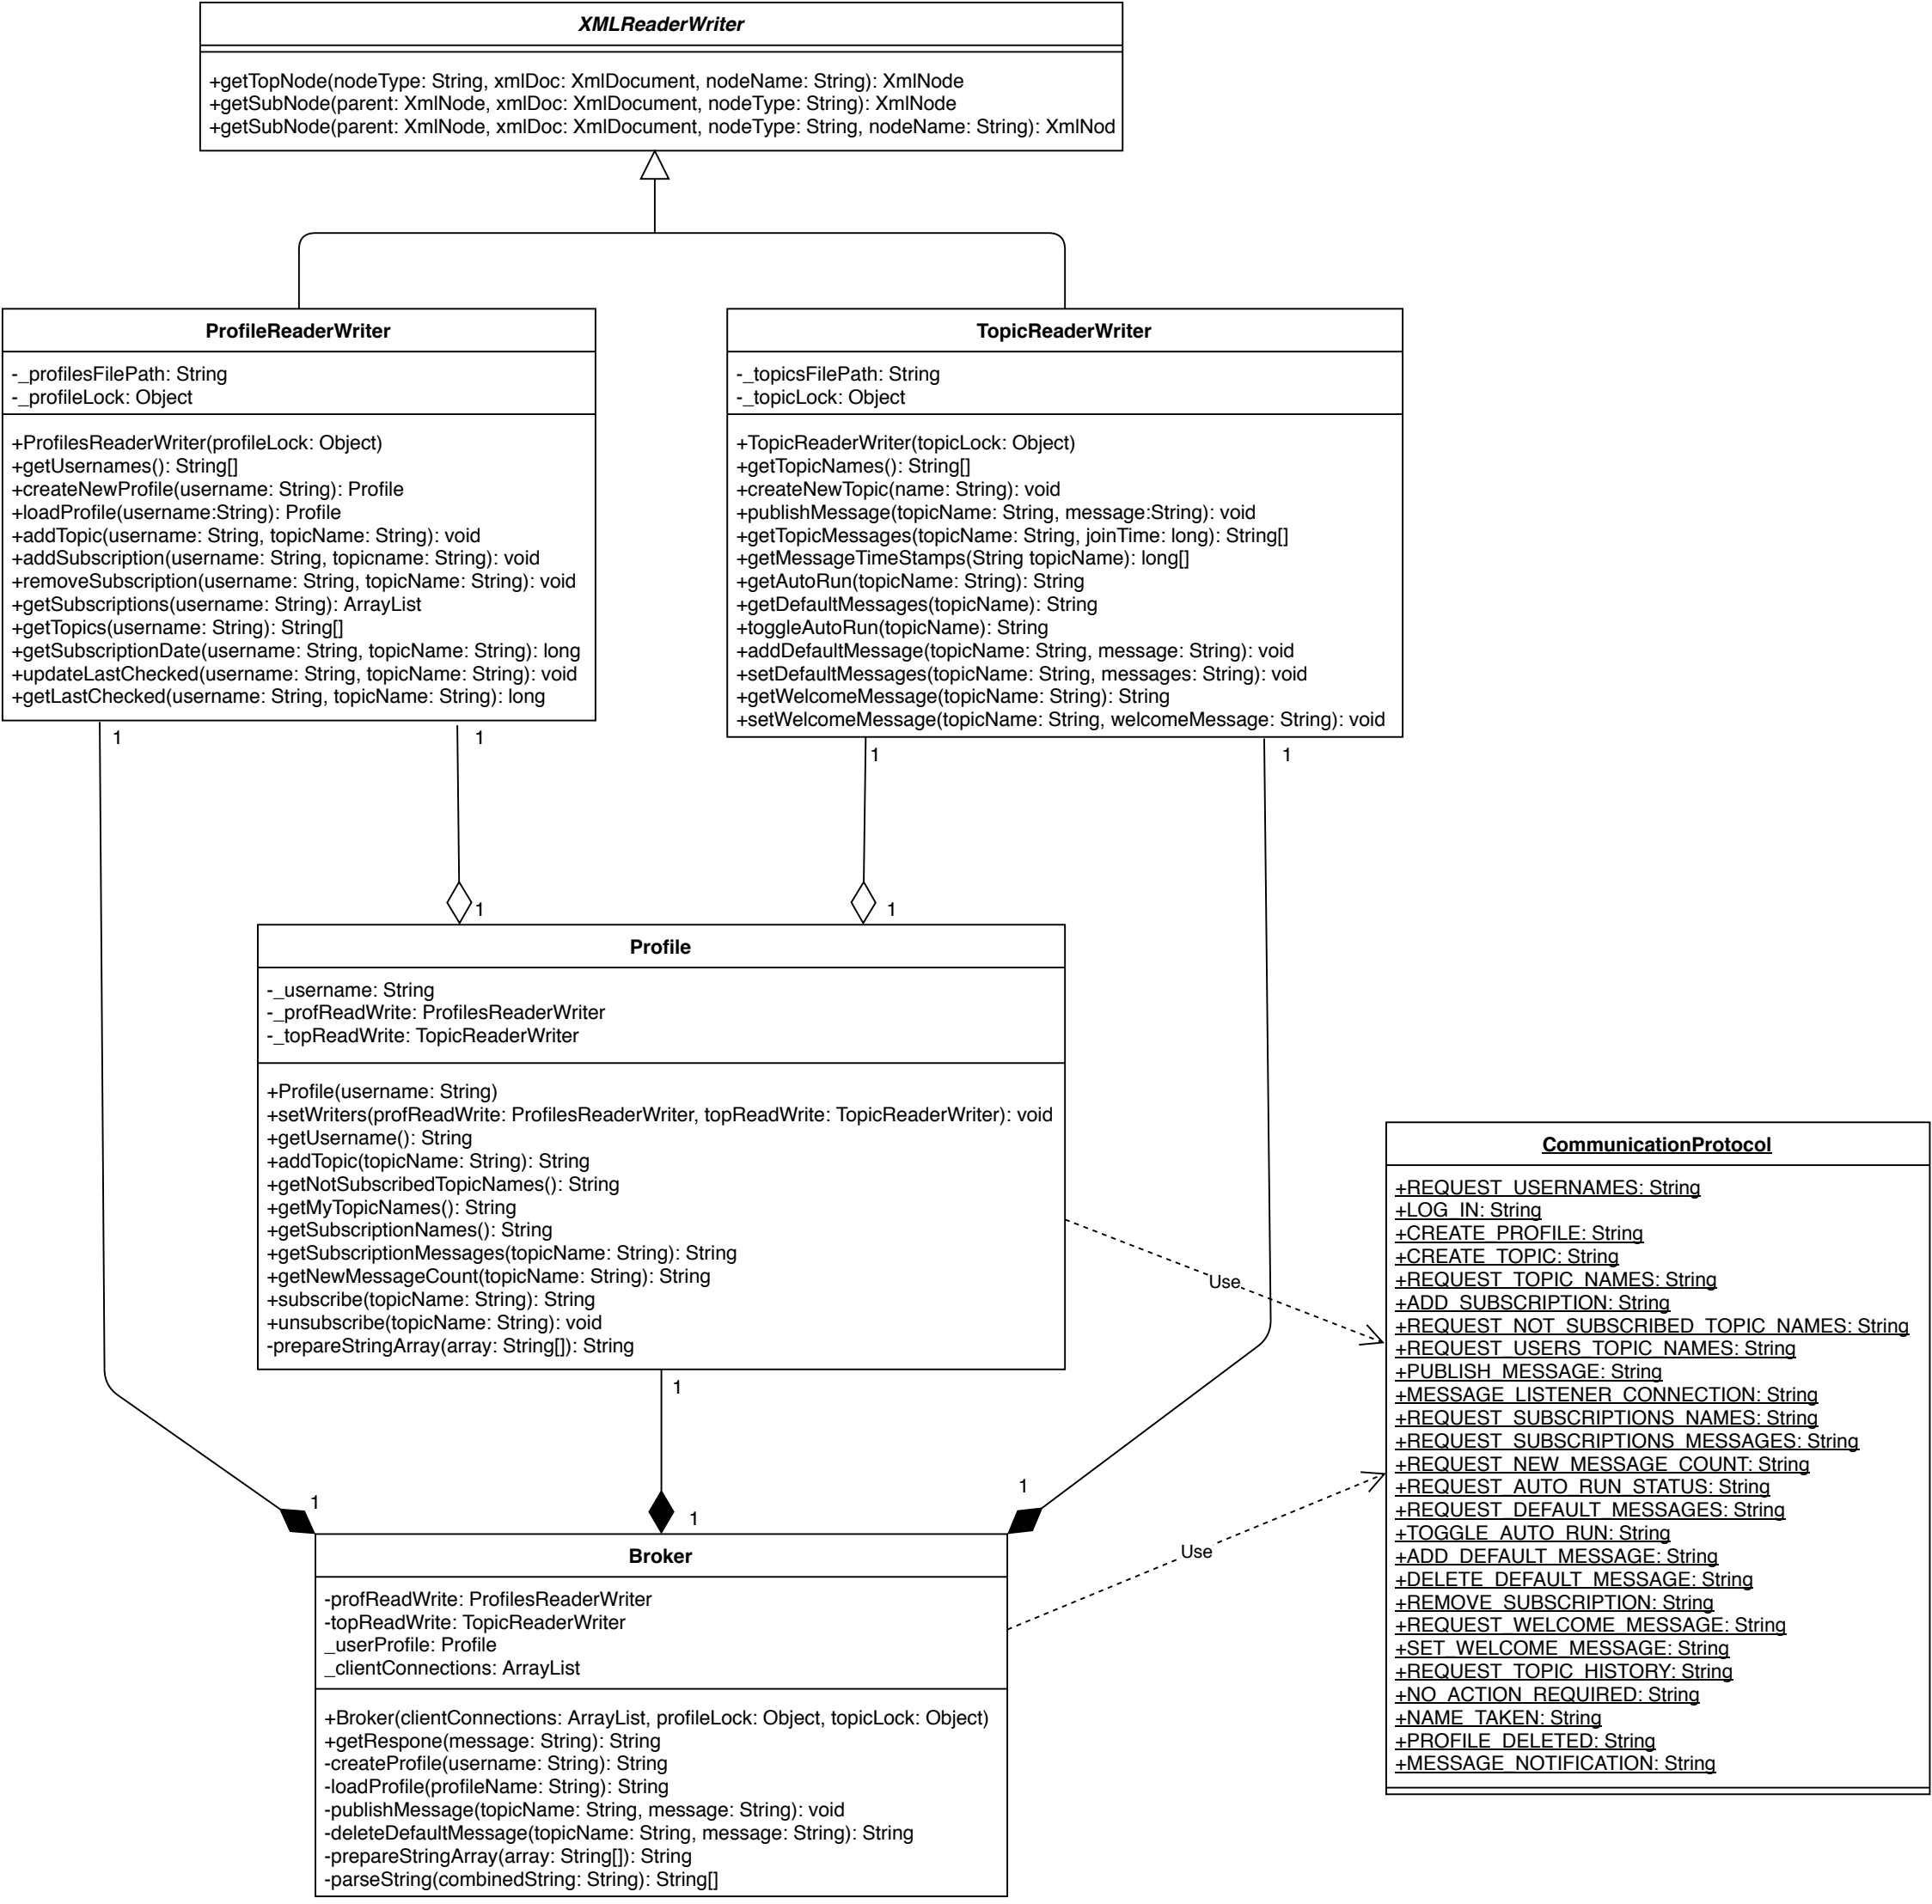 XMLReaderWriter
+getTopNode(nodeType: String, xmlDoc: XmlDocument, nodeName: String): XmlNode
+getSubNode(parent: XmlNode, xmlDoc: XmlDocument, nodeType: String): XmlNode
+getSubNode(parent: XmlNode, xmlDoc: XmlDocument, nodeType: String, nodeName: String): XmlNod
ProfileReaderWriter
-_profilesFilePath: String
-_profileLock: Object
+ProfilesReaderWriter(profileLock: Object)
+getUsernames(): String[]
+createNewProfile(username: String): Profile
+loadProfile(username:String): Profile
+addTopic(username: String, topicName: String): void
+addSubscription(username: String, topicname: String): void
+removeSubscription(username: String, topicName: String): void
+getSubscriptions(username: String): ArrayList
+getTopics(username: String): String[]
+getSubscriptionDate(username: String, topicName: String): long
+updateLastChecked(username: String, topicName: String): void
+getLastChecked(username: String, topicName: String): long
TopicReaderWriter
-_topicsFilePath: String
-_topicLock: Object
+TopicReaderWriter(topicLock: Object)
+getTopicNames(): String[]
+createNewTopic(name: String): void
+publishMessage(topicName: String, message:String): void
+getTopicMessages(topicName: String, joinTime: long): String[]
+getMessageTimeStamps(String topicName): long[]
+getAutoRun(topicName: String): String
+getDefaultMessages(topicName): String
+toggleAutoRun(topicName): String
+addDefaultMessage(topicName: String, message: String): void
+setDefaultMessages(topicName: String, messages: String): void
+getWelcomeMessage(topicName: String): String
+setWelcomeMessage(topicName: String, welcomeMessage: String): void
1
1
1
1
1
1
Profile
-_username: String
-_profReadWrite: ProfilesReaderWriter
-_topReadWrite: TopicReaderWriter
+Profile(username: String)
+setWriters(profReadWrite: ProfilesReaderWriter, topReadWrite: TopicReaderWriter): void
+getUsername(): String
+addTopic(topicName: String): String
+getNotSubscribedTopicNames(): String
+getMyTopicNames(): String
+getSubscriptionNames(): String
+getSubscriptionMessages(topicName: String): String
+getNewMessageCount(topicName: String): String
+subscribe(topicName: String): String
+unsubscribe(topicName: String): void
-prepareStringArray(array: String[]): String
Use
CommunicationProtocol
+REQUEST_USERNAMES: String
+LOG_IN: String
+CREATE_PROFILE: String
+CREATE_TOPIC: String
+REQUEST_TOPIC_NAMES: String
+ADD_SUBSCRIPTION: String
+REQUEST_NOT_SUBSCRIBED_TOPIC_NAMES: String
+REQUEST_USERS_TOPIC_NAMES: String
+PUBLISH_MESSAGE: String
+MESSAGE_LISTENER_CONNECTION: String
+REQUEST_SUBSCRIPTIONS_NAMES: String
+REQUEST_SUBSCRIPTIONS_MESSAGES: String
+REQUEST_NEW_MESSAGE_COUNT: String
+REQUEST_AUTO_RUN_STATUS: String
+REQUEST_DEFAULT_MESSAGES: String
+TOGGLE_AUTO_RUN: String
+ADD_DEFAULT_MESSAGE: String
+DELETE_DEFAULT_MESSAGE: String
+REMOVE_SUBSCRIPTION: String
+REQUEST_WELCOME_MESSAGE: String
+SET_WELCOME_MESSAGE: String
+REQUEST_TOPIC_HISTORY: String
+NO_ACTION_REQUIRED: String
+NAME_TAKEN: String
+PROFILE_DELETED: String
+MESSAGE_NOTIFICATION: String
1
1
1
1
Use
Broker
-profReadWrite: ProfilesReaderWriter
-topReadWrite: TopicReaderWriter
_userProfile: Profile
_clientConnections: ArrayList
+Broker(clientConnections: ArrayList, profileLock: Object, topicLock: Object)
+getRespone(message: String): String
-createProfile(username: String): String
-loadProfile(profileName: String): String
-publishMessage(topicName: String, message: String): void
-deleteDefaultMessage(topicName: String, message: String): String
-prepareStringArray(array: String[]): String
-parseString(combinedString: String): String[]